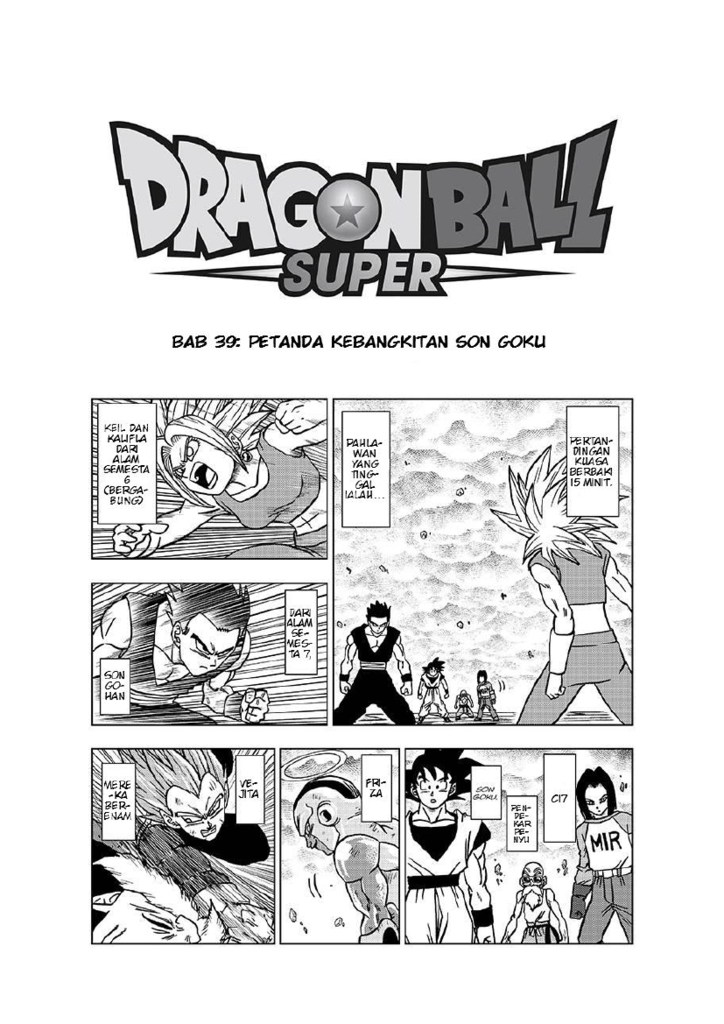 DRAGON BALL
SUPER
BAB 39: PETANDA KEBANGKITAN SON GOKU
PERTAN-
DINGAN
KUASA
BERBAKI
15 MINIT.
PAHLA-
WAN YANG
TING-
GAL
IALAH...
KEIL DAN
KALIFLA
DARI
ALAM
SEMESTA
6
(BERGA-
BUNG)
DARI
ALAM
SE-
MES-
TA 7,
SON
GO-
HAN
C17
PEN-
DE-
KAR
PE-
NYU
SON
GOKU
MIR
FRI-
ZA
VE-
JITA
MERE-
KA
BER-
ENAM.